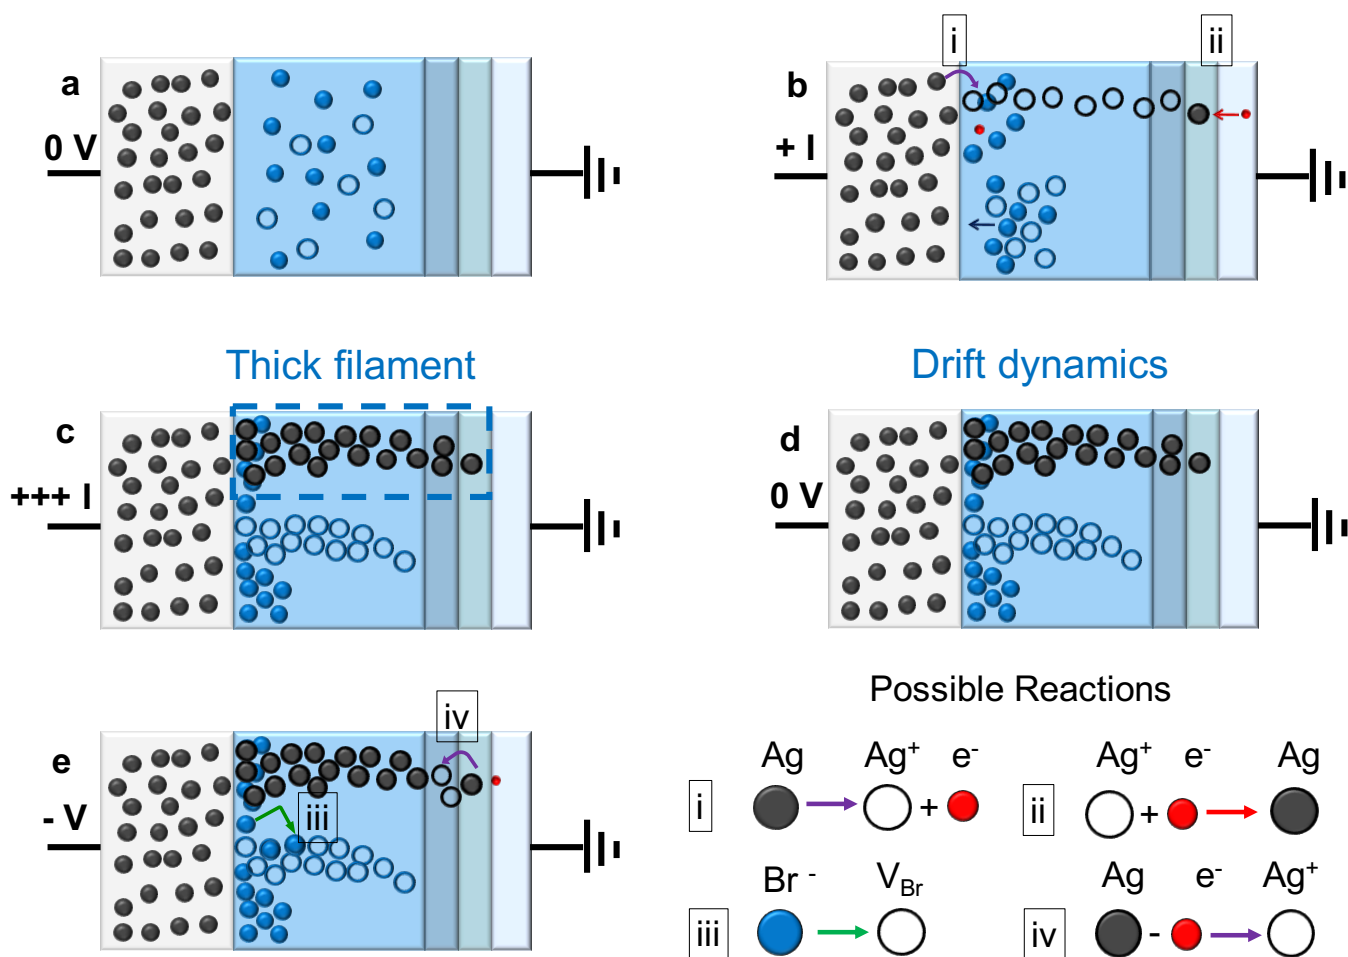 a
0 V
i
ii
b
+ I
Thick filament
c
+++ I
Drift dynamics
d
0 V
iv
e
- V
iii
Possible Reactions
Ag Ag⁺ e⁻
i +
Ag⁺ e⁻ Ag
ii +
Br ⁻ V_Br
iii
Ag e⁻ Ag⁺
iv -